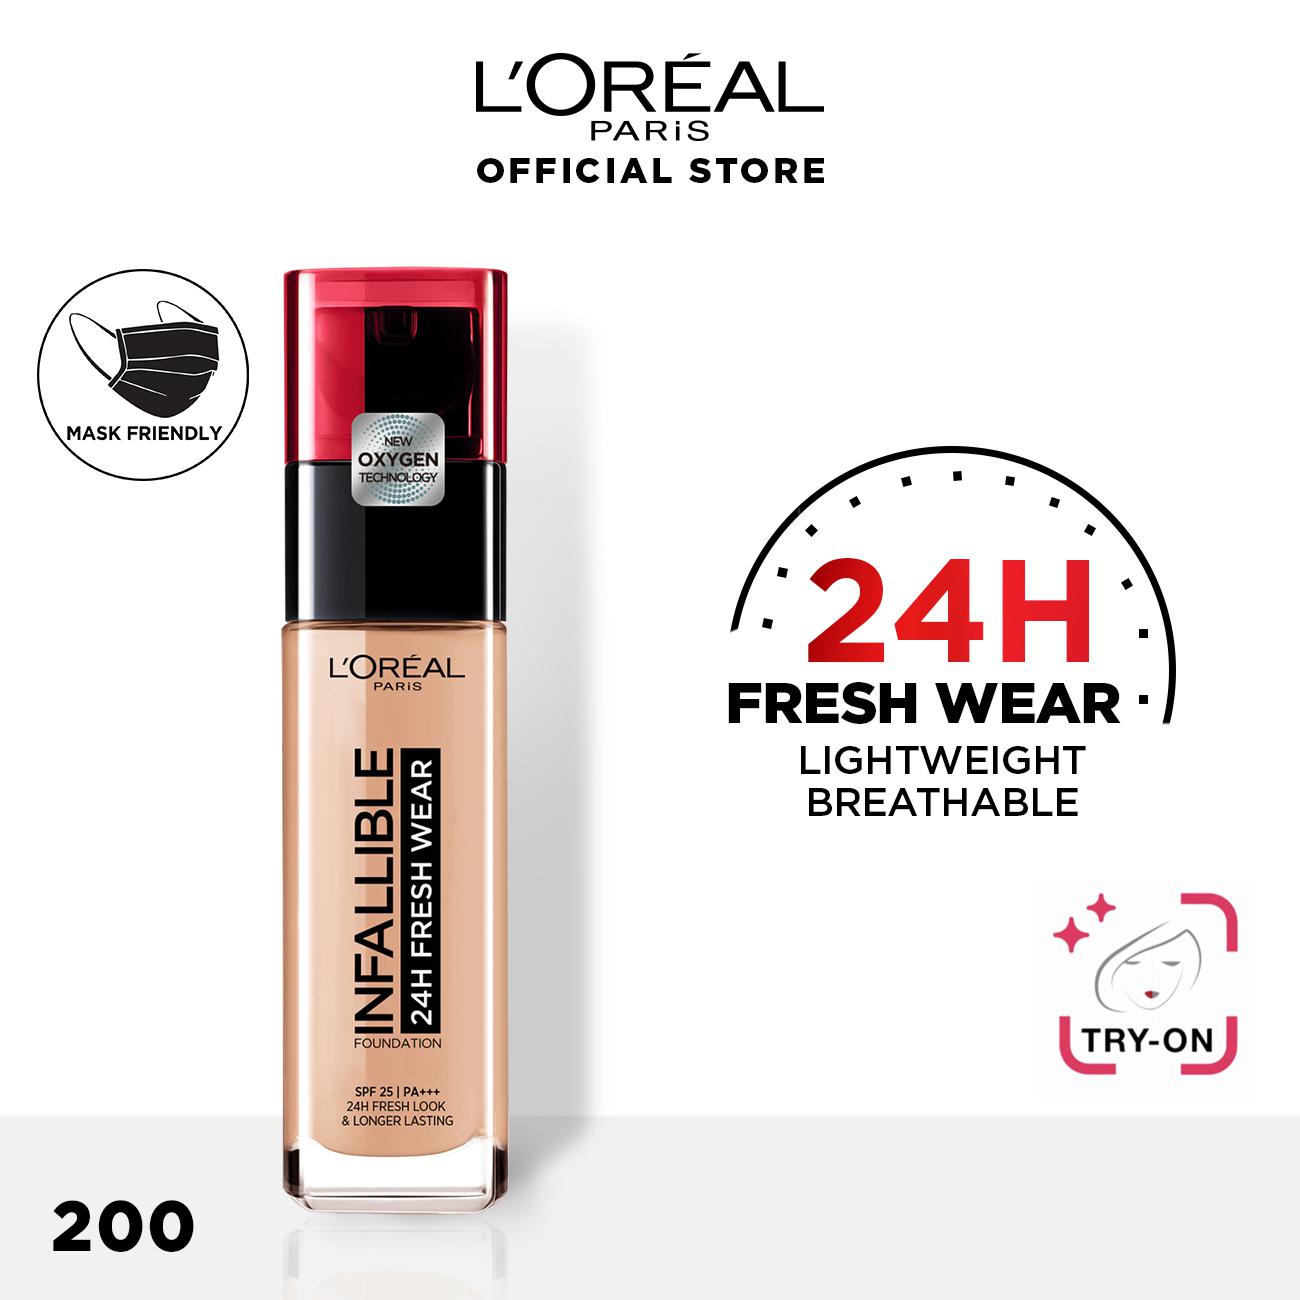 L'ORÉAL
PARiS
OFFICIAL STORE
MASK FRIENDLY
NEW
OXYGEN
TECHNOLOGY
L'ORÉAL
PARiS
INFALLIBLE
24H FRESH WEAR
FOUNDATION
SPF 25 | PA+++
24H FRESH LOOK
& LONGER LASTING
24H
FRESH WEAR
LIGHTWEIGHT
BREATHABLE
TRY-ON
200